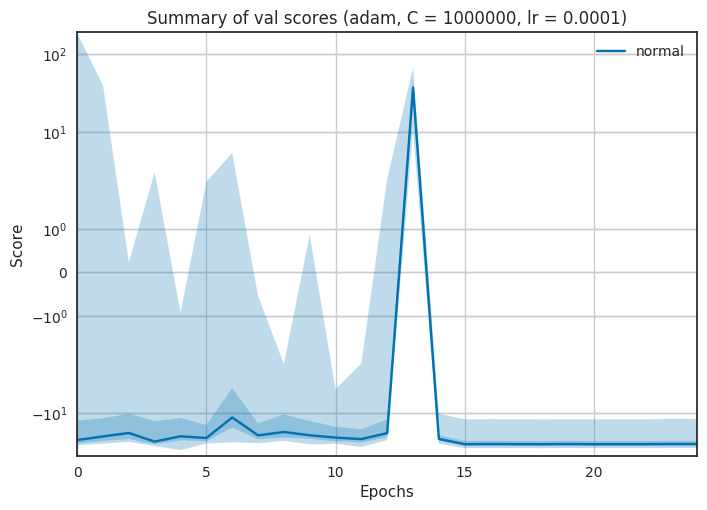 Summary of val scores (adam, C = 1000000, lr = 0.0001)
normal
10²
10¹
10⁰
0
−10⁰
−10¹
Score
0 5 10 15 20
Epochs